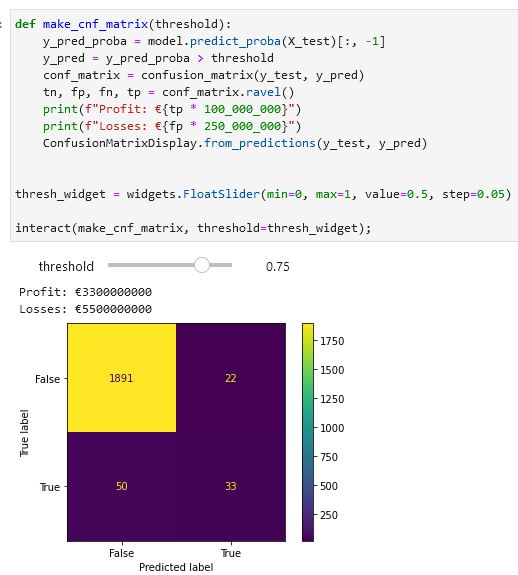 def make_cnf_matrix(threshold):
    y_pred_proba = model.predict_proba(X_test)[:, -1]
    y_pred = y_pred_proba > threshold
    conf_matrix = confusion_matrix(y_test, y_pred)
    tn, fp, fn, tp = conf_matrix.ravel()
    print(f"Profit: €{tp * 100_000_000}")
    print(f"Losses: €{fp * 250_000_000}")
    ConfusionMatrixDisplay.from_predictions(y_test, y_pred)
thresh_widget = widgets.FloatSlider(min=0, max=1, value=0.5, step=0.05)
interact(make_cnf_matrix, threshold=thresh_widget);
threshold 0.75
Profit: €3300000000
Losses: €5500000000
True label
False
True
1891 22
50 33
False True
Predicted label
1750
1500
1250
1000
750
500
250